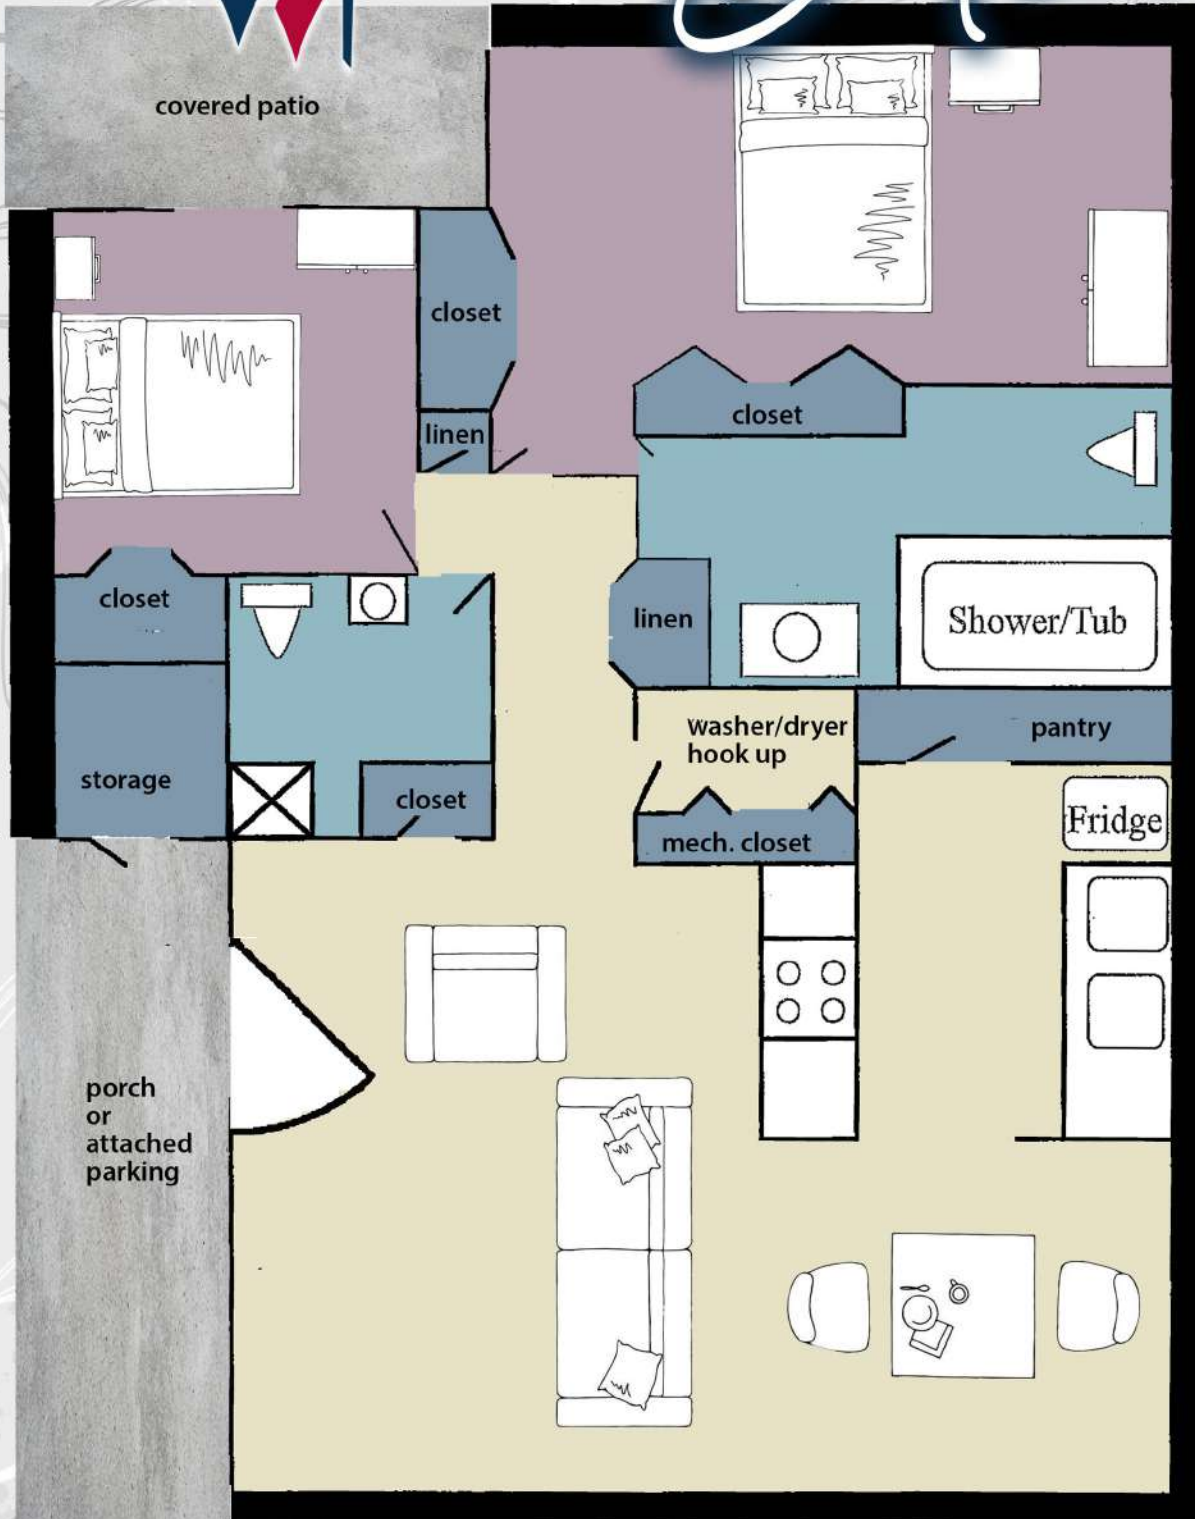 covered patio
closet
linen
closet
closet
linen
Shower/Tub
storage
closet
washer/dryer
hook up
pantry
mech. closet
Fridge
porch
or
attached
parking